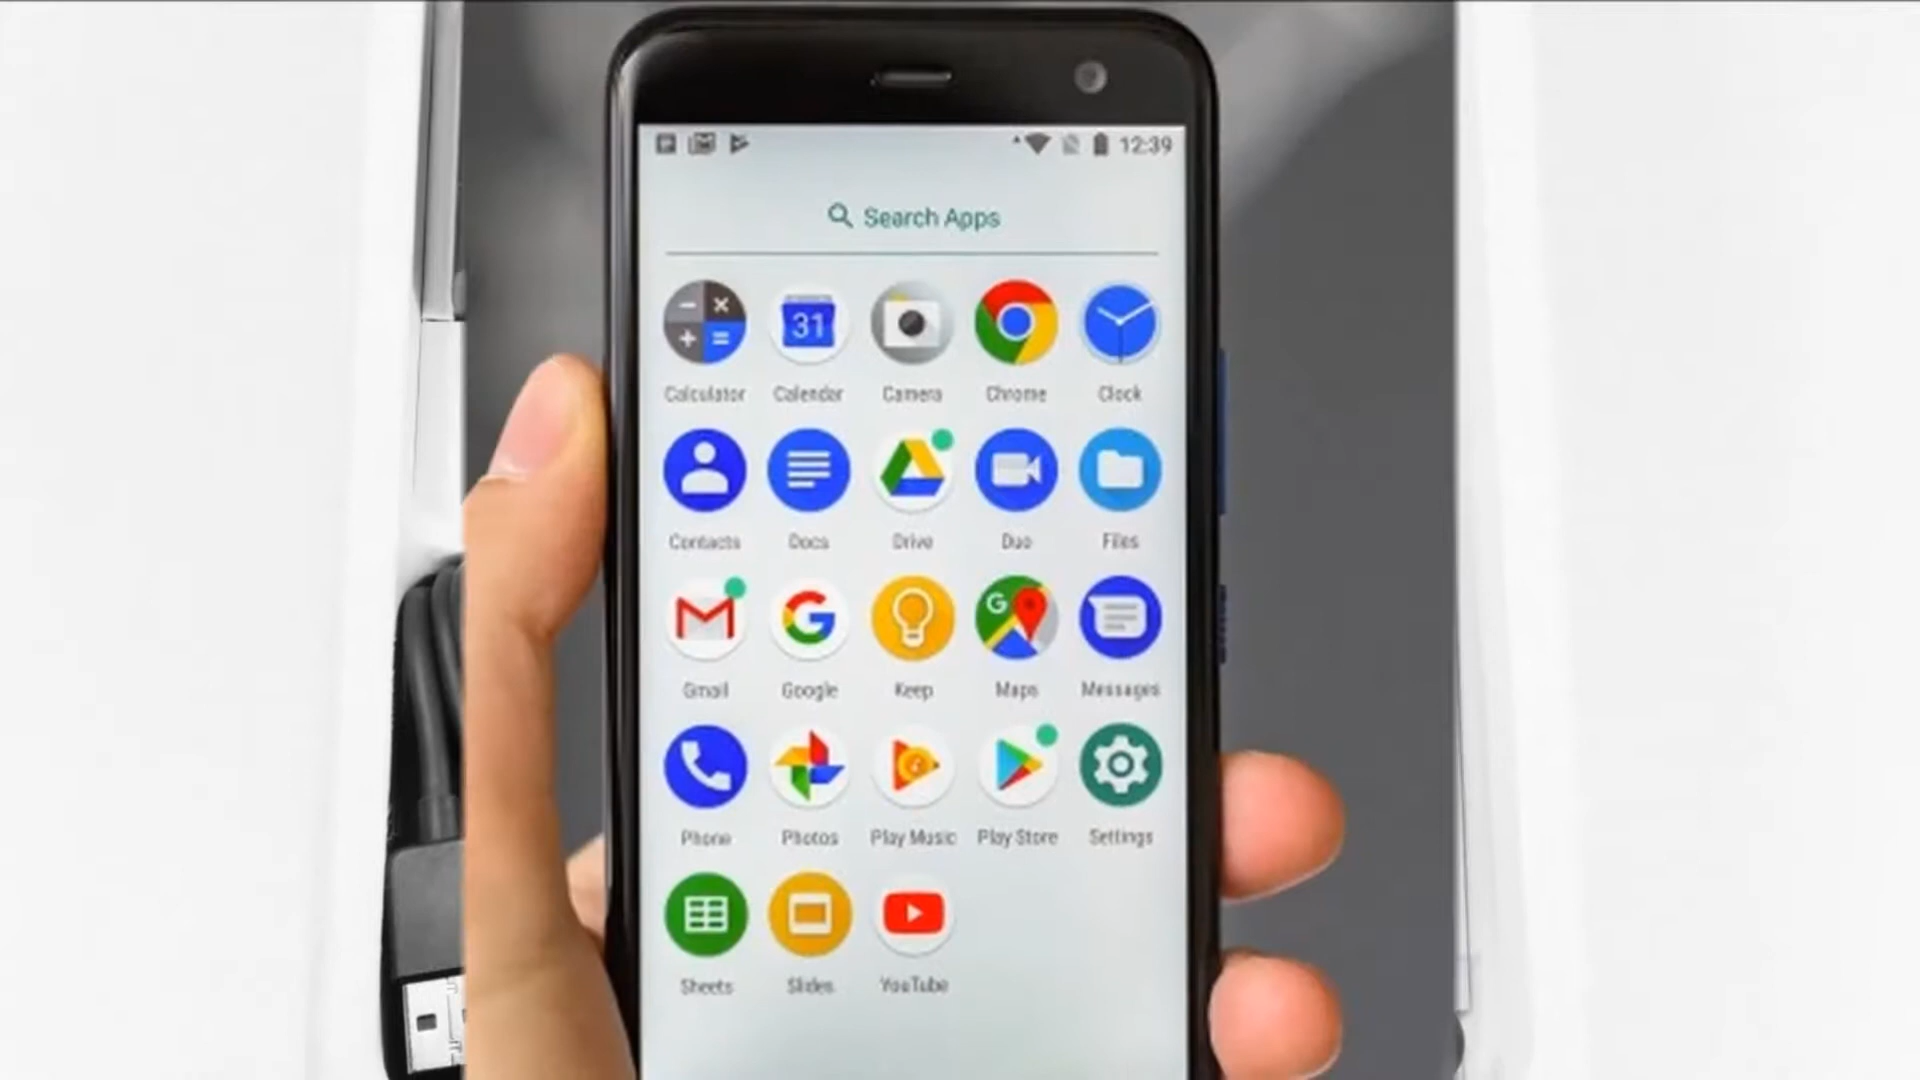 12:39
Search Apps
31
Calculator Calendar Camera Chrome Clock
Contacts Docs Drive Duo Files
G
Gmail Google Keep Maps Messages
Phone Photos Play Music Play Store Settings
Sheets Slides YouTube